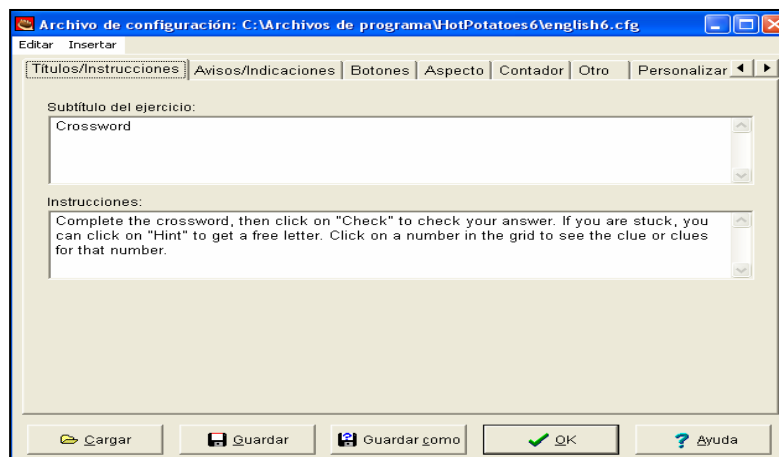 Archivo de configuración: C:\Archivos de programa\HotPotatoes6\english6.cfg
Editar Insertar
Títulos/Instrucciones Avisos/Indicaciones Botones Aspecto Contador Otro Personalizar
Subtítulo del ejercicio:
Crossword
Instrucciones:
Complete the crossword, then click on "Check" to check your answer. If you are stuck, you
can click on "Hint" to get a free letter. Click on a number in the grid to see the clue or clues
for that number.
Cargar Guardar Guardar como OK Ayuda